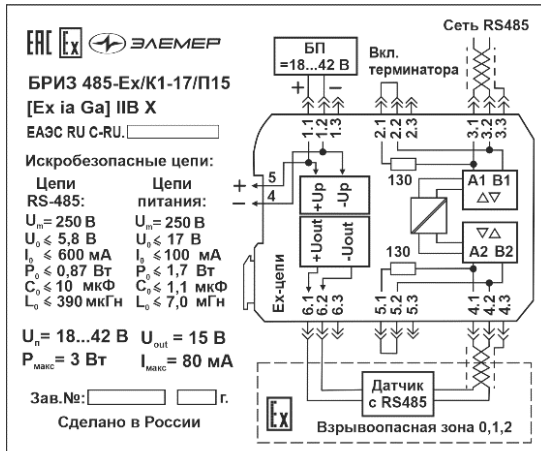 ЕАС Ex ЭЛЕМЕР
БРИЗ 485-Ex/К1-17/П15
[Ex ia Ga] IIB X
ЕАЭС RU C-RU.
Искробезопасные цепи:
Цепи RS-485:
Uₘ= 250 В
U₀ ⩽ 5,8 В
I₀ ⩽ 600 мА
P₀ ⩽ 0,87 Вт
C₀ ⩽ 10 мкФ
L₀ ⩽ 390 мкГн
Цепи питания:
Uₘ= 250 В
U₀ ⩽ 17 В
I₀ ⩽ 100 мА
P₀ ⩽ 1,7 Вт
C₀ ⩽ 1,1 мкФ
L₀ ⩽ 7,0 мГн
Uп = 18...42 В Uout = 15 В
Pмакс = 3 Вт Iмакс = 80 мА
Зав.№: г.
Сделано в России
БП
=18...42 В
+ −
Вкл.
терминатора
Сеть RS485
1.1 1.2 1.3 2.1 2.2 2.3 3.1 3.2 3.3
+ 5
− 4
+Up -Up
+Uout -Uout
130
A1 B1
△▽
▽△
A2 B2
130
Ex-цепи
6.1 6.2 6.3 5.1 5.2 5.3 4.1 4.2 4.3
Датчик
с RS485
Ex
Взрывоопасная зона 0,1,2